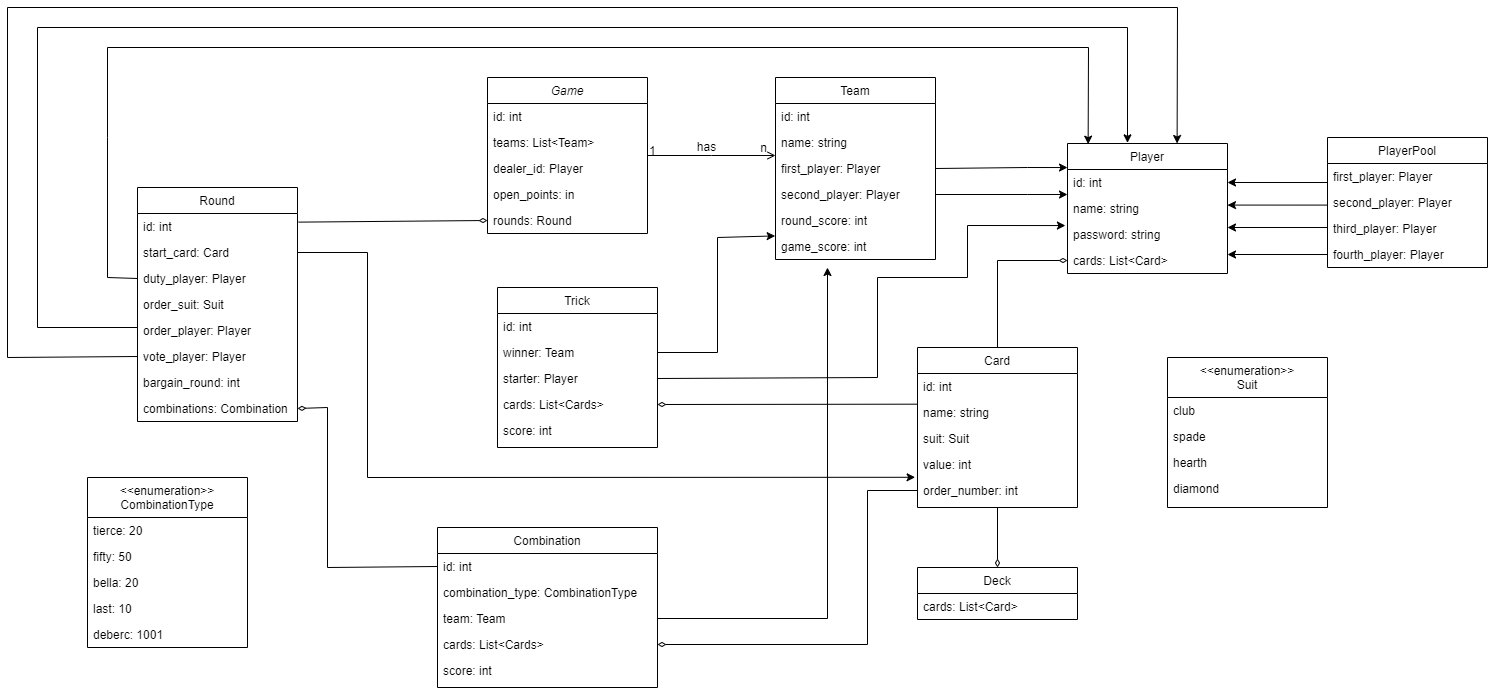 Game
id: int
teams: List<Team>
dealer_id: Player
open_points: in
rounds: Round
1
has
n
Team
id: int
name: string
first_player: Player
second_player: Player
round_score: int
game_score: int
Player
id: int
name: string
password: string
cards: List<Card>
PlayerPool
first_player: Player
second_player: Player
third_player: Player
fourth_player: Player
Round
id: int
start_card: Card
duty_player: Player
order_suit: Suit
order_player: Player
vote_player: Player
bargain_round: int
combinations: Combination
Trick
id: int
winner: Team
starter: Player
cards: List<Cards>
score: int
Card
id: int
name: string
suit: Suit
value: int
order_number: int
<<enumeration>>
Suit
club
spade
hearth
diamond
<<enumeration>>
CombinationType
tierce: 20
fifty: 50
bella: 20
last: 10
deberc: 1001
Combination
id: int
combination_type: CombinationType
team: Team
cards: List<Cards>
score: int
Deck
cards: List<Card>